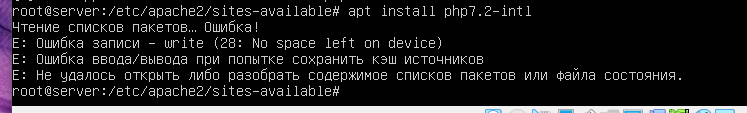 root@server:/etc/apache2/sites-available# apt install php7.2-intl
Чтение списков пакетов… Ошибка!
E: Ошибка записи - write (28: No space left on device)
E: Ошибка ввода/вывода при попытке сохранить кэш источников
E: Не удалось открыть либо разобрать содержимое списков пакетов или файла состояния.
root@server:/etc/apache2/sites-available#